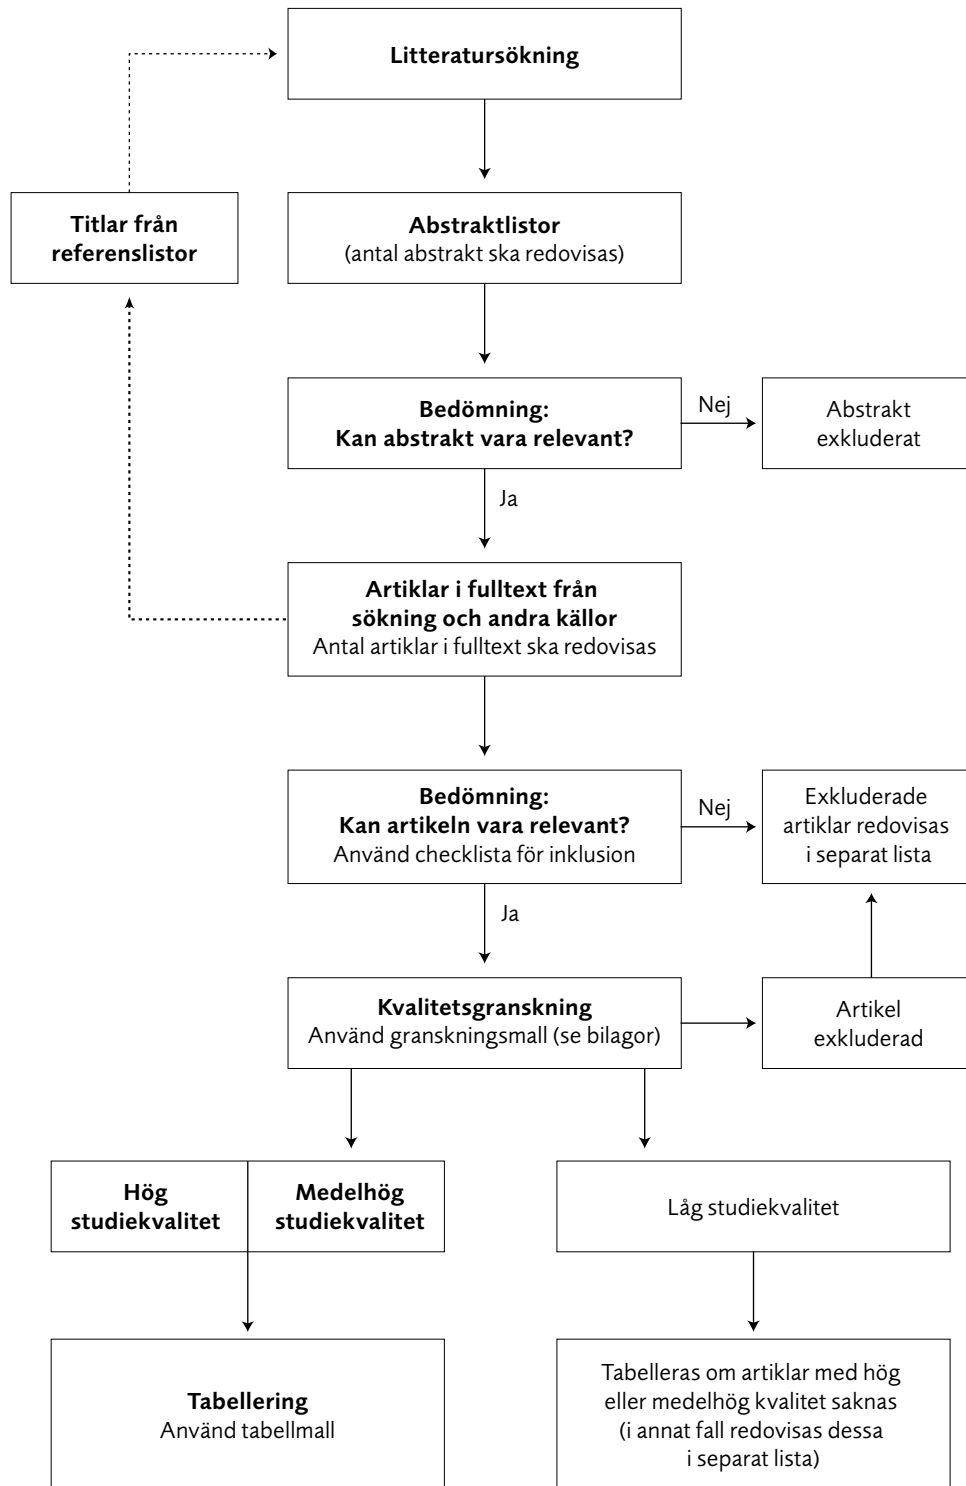 Litteratursökning
Titlar från
referenslistor
Abstraktlistor
(antal abstrakt ska redovisas)
Bedömning:
Kan abstrakt vara relevant?
Nej
Abstrakt
exkluderat
Ja
Artiklar i fulltext från
sökning och andra källor
Antal artiklar i fulltext ska redovisas
Bedömning:
Kan artikeln vara relevant?
Använd checklista för inklusion
Nej
Exkluderade
artiklar redovisas
i separat lista
Ja
Kvalitetsgranskning
Använd granskningsmall (se bilagor)
Artikel
exkluderad
Hög
studiekvalitet
Medelhög
studiekvalitet
Låg studiekvalitet
Tabellering
Använd tabellmall
Tabelleras om artiklar med hög
eller medelhög kvalitet saknas
(i annat fall redovisas dessa
i separat lista)